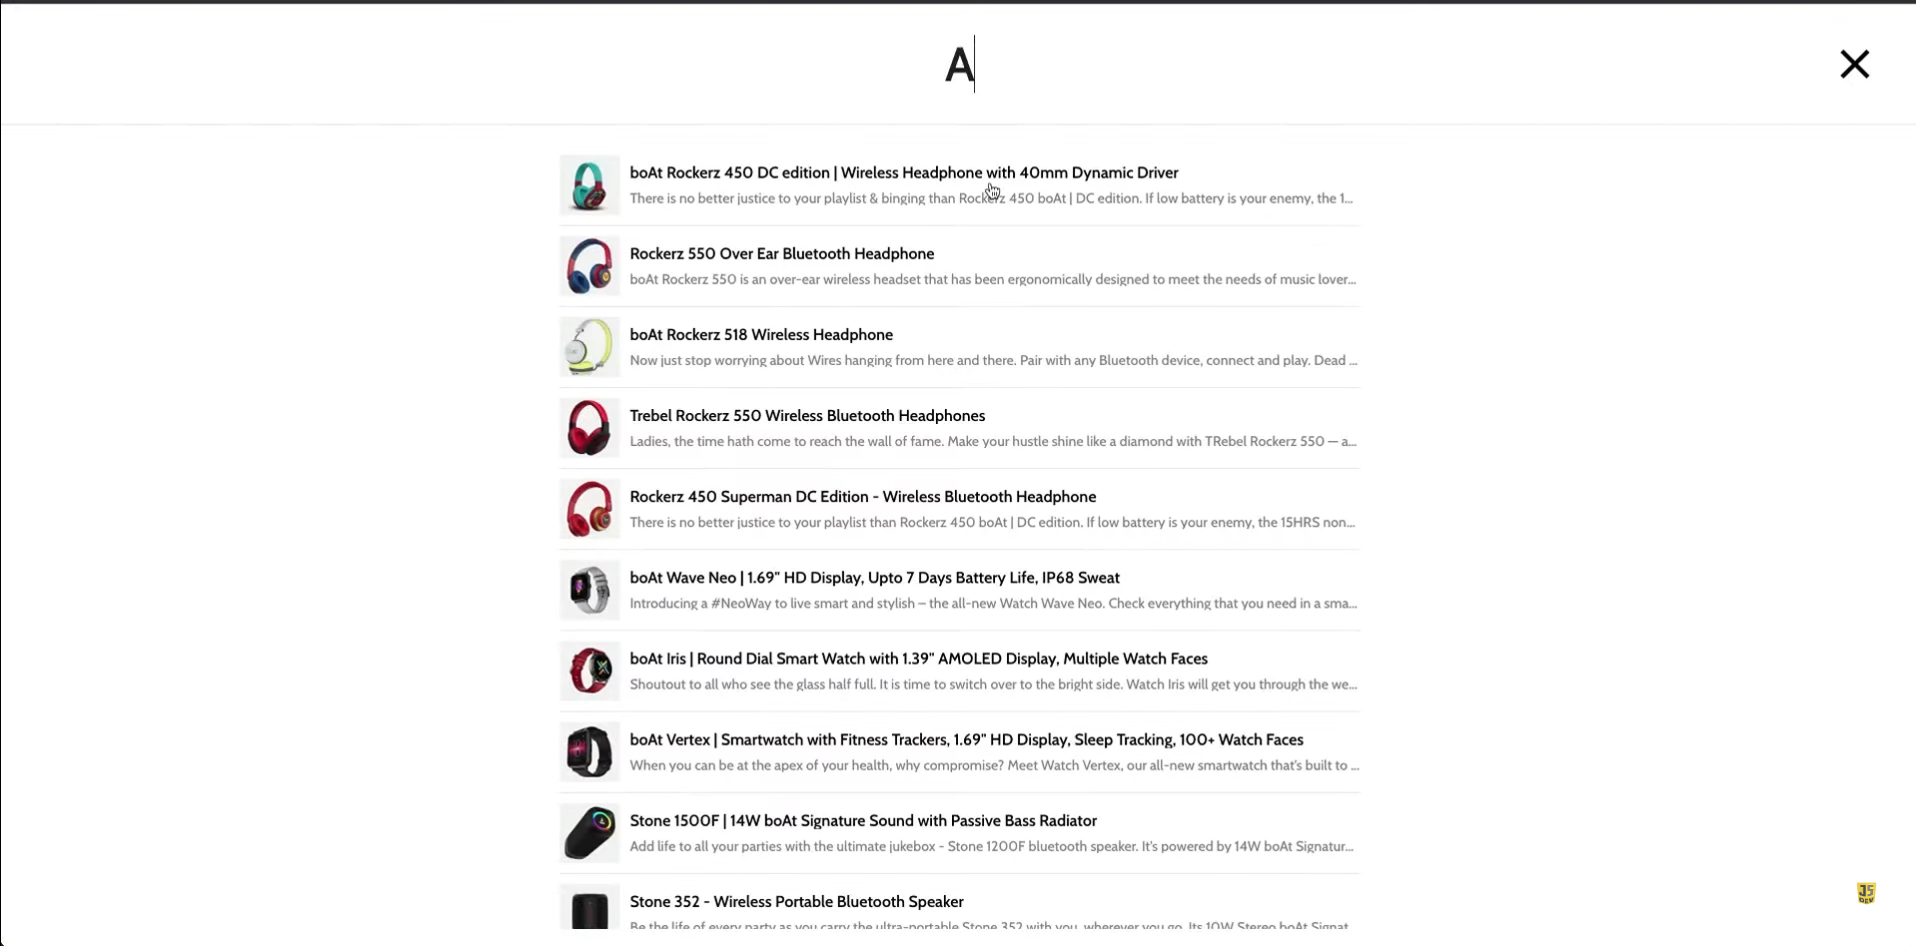 A
boAt Rockerz 450 DC edition | Wireless Headphone with 40mm Dynamic Driver
There is no better justice to your playlist & binging than Rockerz 450 boAt | DC edition. If low battery is your enemy, the 1...
Rockerz 550 Over Ear Bluetooth Headphone
boAt Rockerz 550 is an over-ear wireless headset that has been ergonomically designed to meet the needs of music lover...
boAt Rockerz 518 Wireless Headphone
Now just stop worrying about Wires hanging from here and there. Pair with any Bluetooth device, connect and play. Dead ...
Trebel Rockerz 550 Wireless Bluetooth Headphones
Ladies, the time hath come to reach the wall of fame. Make your hustle shine like a diamond with TRebel Rockerz 550 — a...
Rockerz 450 Superman DC Edition - Wireless Bluetooth Headphone
There is no better justice to your playlist than Rockerz 450 boAt | DC edition. If low battery is your enemy, the 15HRS non...
boAt Wave Neo | 1.69" HD Display, Upto 7 Days Battery Life, IP68 Sweat
Introducing a #NeoWay to live smart and stylish – the all-new Watch Wave Neo. Check everything that you need in a sma...
boAt Iris | Round Dial Smart Watch with 1.39" AMOLED Display, Multiple Watch Faces
Shoutout to all who see the glass half full. It is time to switch over to the bright side. Watch Iris will get you through the we...
boAt Vertex | Smartwatch with Fitness Trackers, 1.69" HD Display, Sleep Tracking, 100+ Watch Faces
When you can be at the apex of your health, why compromise? Meet Watch Vertex, our all-new smartwatch that's built to ...
Stone 1500F | 14W boAt Signature Sound with Passive Bass Radiator
Add life to all your parties with the ultimate jukebox - Stone 1200F bluetooth speaker. It's powered by 14W boAt Signatur...
Stone 352 - Wireless Portable Bluetooth Speaker
Be the life of every party as you carry the ultra-portable Stone 352 with you, wherever you go. Its 10W Stereo boAt Signat
JS
DEV